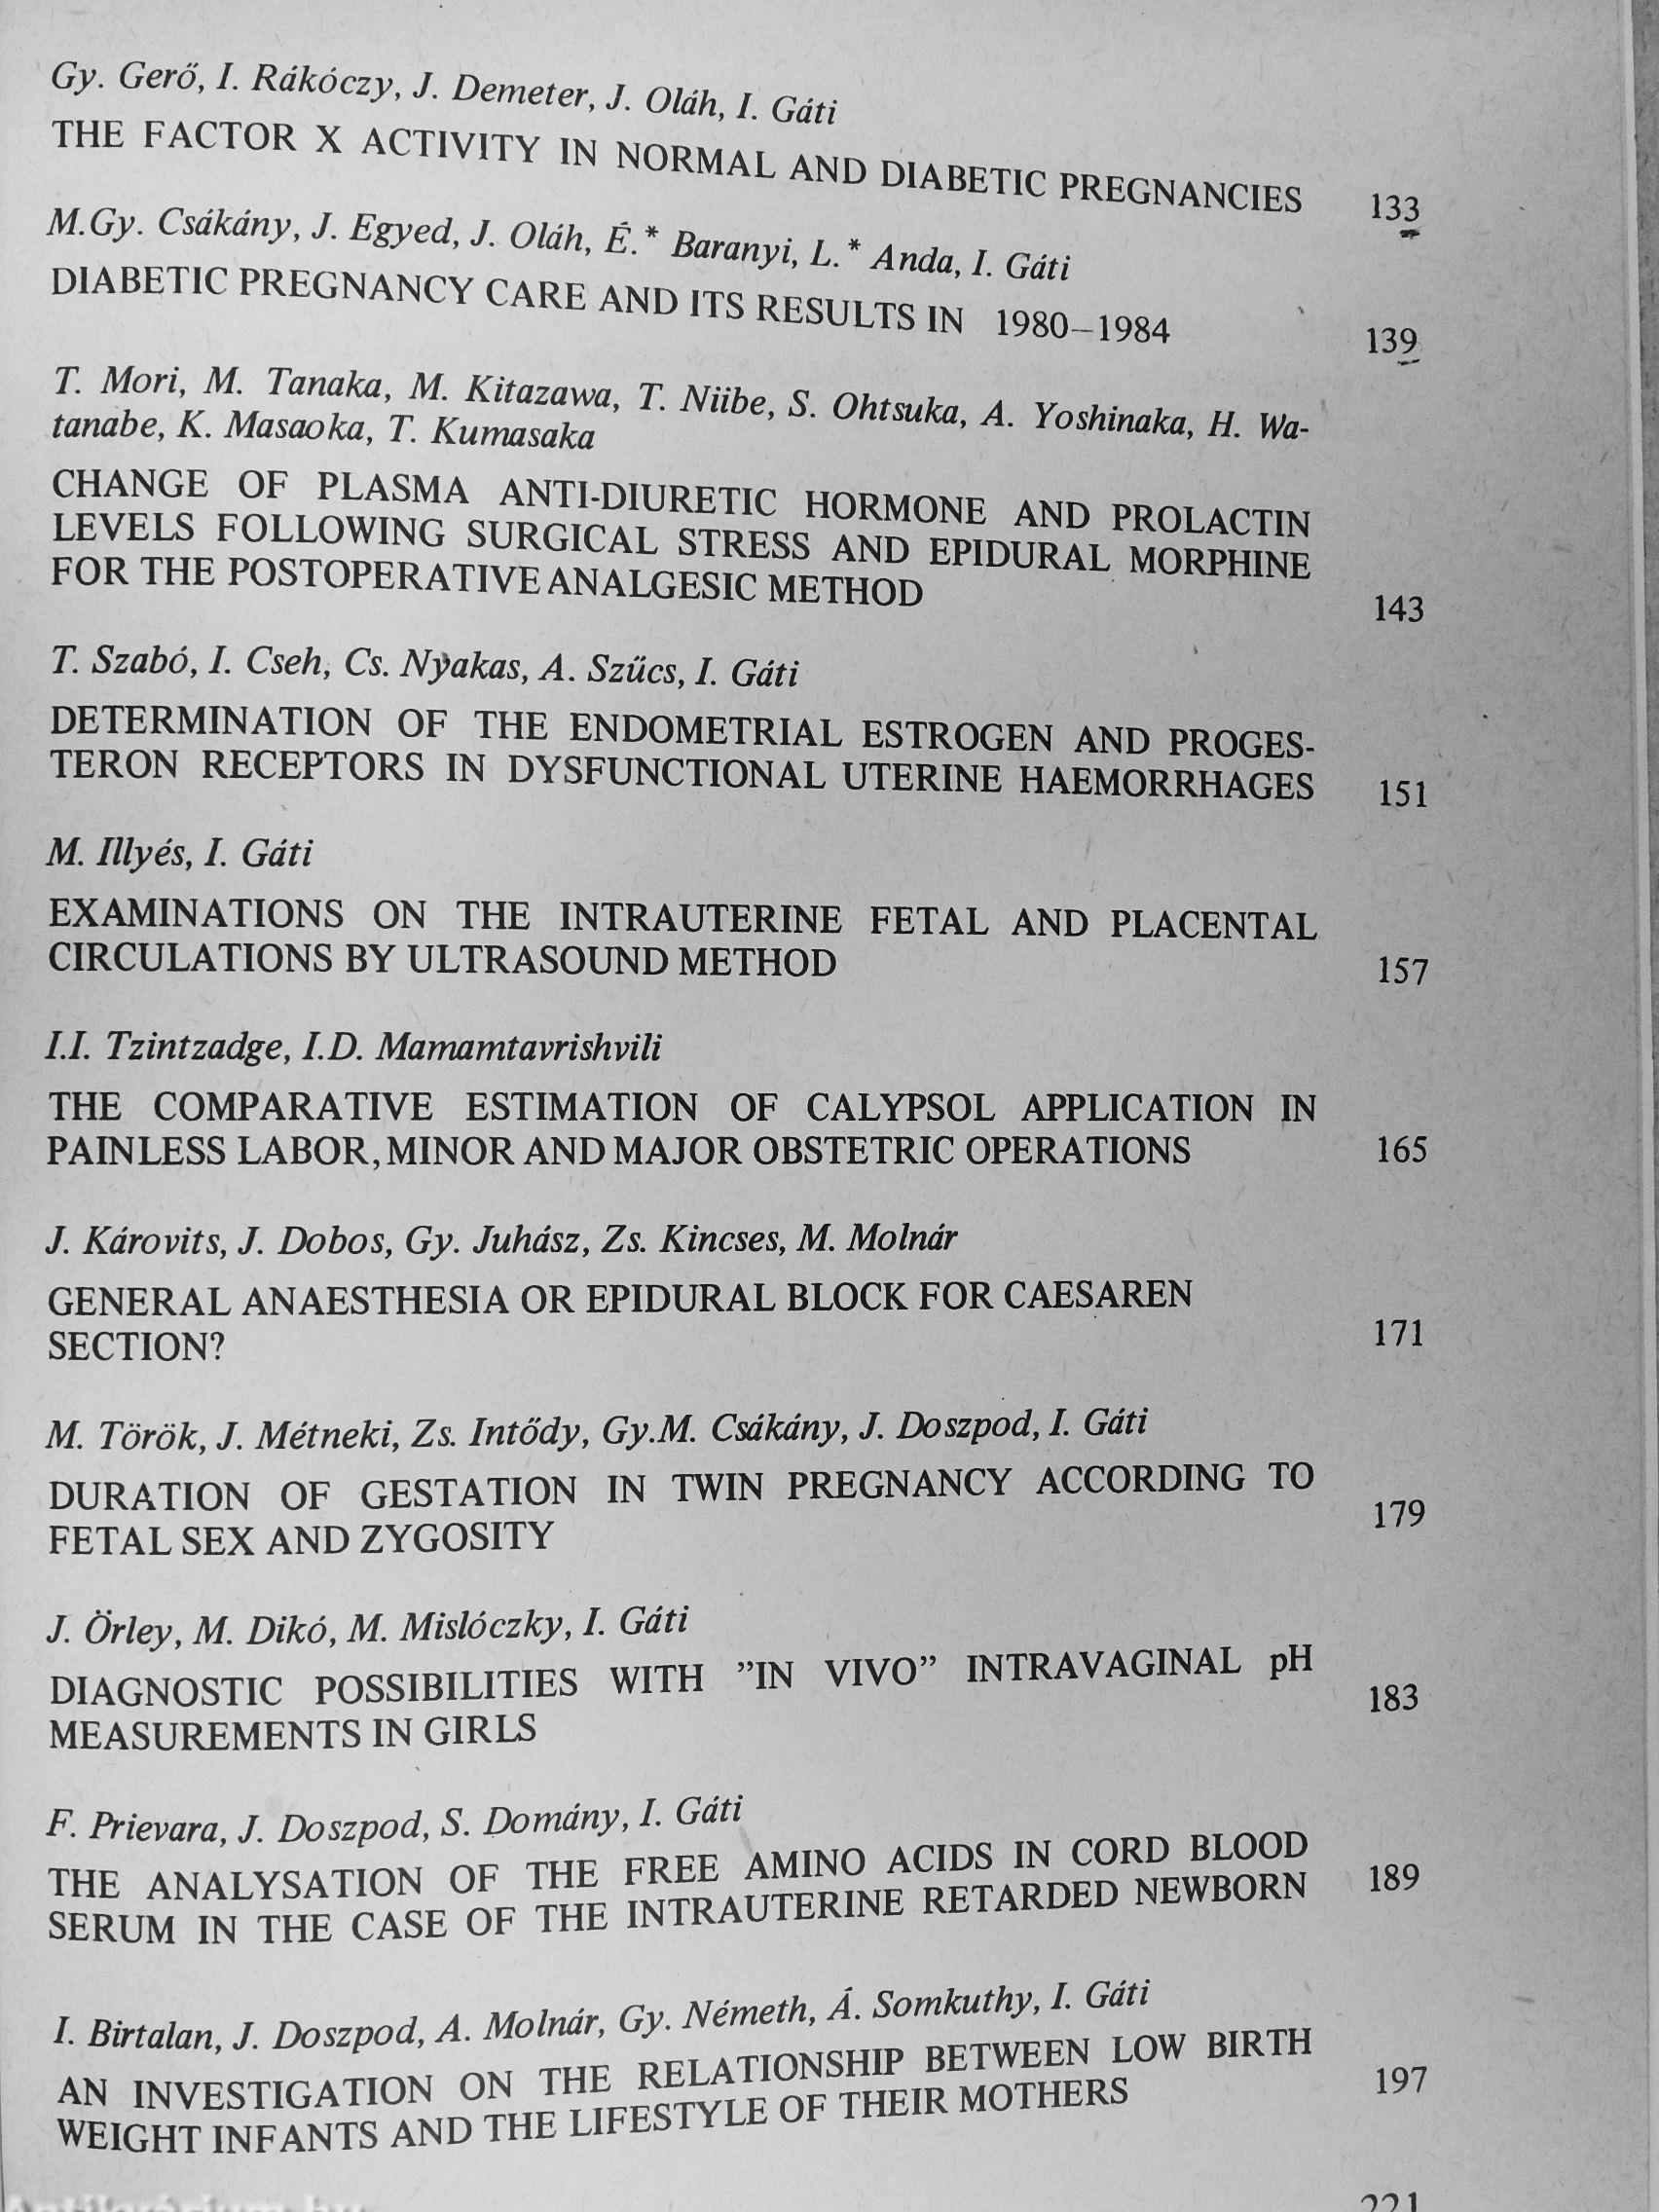 Gy. Gerő, I. Rákóczy, J. Demeter, J. Oláh, I. Gáti
THE FACTOR X ACTIVITY IN NORMAL AND DIABETIC PREGNANCIES 133
M.Gy. Csákány, J. Egyed, J. Oláh, É.* Baranyi, L.* Anda, I. Gáti
DIABETIC PREGNANCY CARE AND ITS RESULTS IN 1980–1984 139
T. Mori, M. Tanaka, M. Kitazawa, T. Niibe, S. Ohtsuka, A. Yoshinaka, H. Wa-
tanabe, K. Masaoka, T. Kumasaka
CHANGE OF PLASMA ANTI-DIURETIC HORMONE AND PROLACTIN
LEVELS FOLLOWING SURGICAL STRESS AND EPIDURAL MORPHINE
FOR THE POSTOPERATIVE ANALGESIC METHOD 143
T. Szabó, I. Cseh, Cs. Nyakas, A. Szűcs, I. Gáti
DETERMINATION OF THE ENDOMETRIAL ESTROGEN AND PROGES-
TERON RECEPTORS IN DYSFUNCTIONAL UTERINE HAEMORRHAGES 151
M. Illyés, I. Gáti
EXAMINATIONS ON THE INTRAUTERINE FETAL AND PLACENTAL
CIRCULATIONS BY ULTRASOUND METHOD 157
I.I. Tzintzadge, I.D. Mamamtavrishvili
THE COMPARATIVE ESTIMATION OF CALYPSOL APPLICATION IN
PAINLESS LABOR, MINOR AND MAJOR OBSTETRIC OPERATIONS 165
J. Károvits, J. Dobos, Gy. Juhász, Zs. Kincses, M. Molnár
GENERAL ANAESTHESIA OR EPIDURAL BLOCK FOR CAESAREN
SECTION? 171
M. Török, J. Métneki, Zs. Intődy, Gy.M. Csákány, J. Doszpod, I. Gáti
DURATION OF GESTATION IN TWIN PREGNANCY ACCORDING TO
FETAL SEX AND ZYGOSITY 179
J. Örley, M. Dikó, M. Mislóczky, I. Gáti
DIAGNOSTIC POSSIBILITIES WITH ”IN VIVO” INTRAVAGINAL pH
MEASUREMENTS IN GIRLS 183
F. Prievara, J. Doszpod, S. Domány, I. Gáti
THE ANALYSATION OF THE FREE AMINO ACIDS IN CORD BLOOD
SERUM IN THE CASE OF THE INTRAUTERINE RETARDED NEWBORN 189
I. Birtalan, J. Doszpod, A. Molnár, Gy. Németh, Á. Somkuthy, I. Gáti
AN INVESTIGATION ON THE RELATIONSHIP BETWEEN LOW BIRTH
WEIGHT INFANTS AND THE LIFESTYLE OF THEIR MOTHERS 197
221